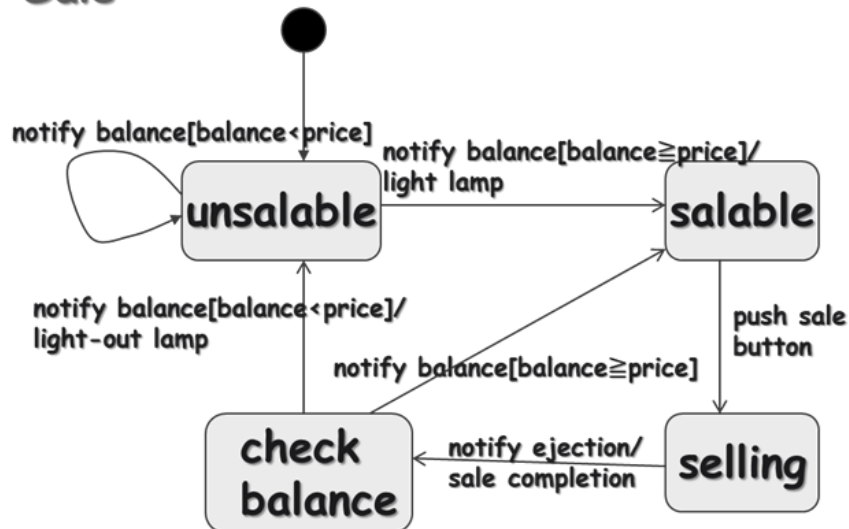 notify balance[balance<price]
notify balance[balance≧price]/
light lamp
unsalable
salable
notify balance[balance<price]/
light-out lamp
push sale
button
notify balance[balance≧price]
check
balance
notify ejection/
sale completion
selling